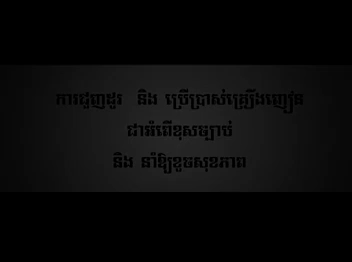 ការជួញដូរ និង ប្រើប្រាស់គ្រឿងញៀន
ជាអំពើខុសច្បាប់
និង នាំឱ្យខូចសុខភាព